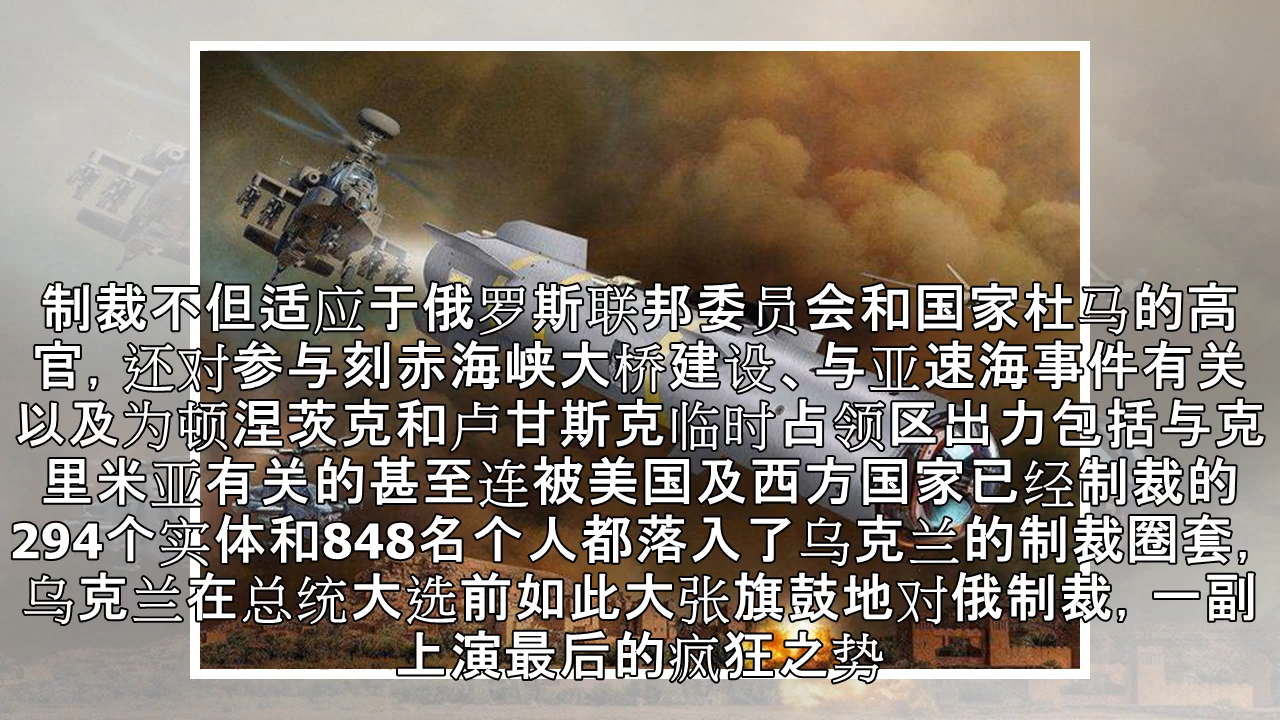 制裁不但适应于俄罗斯联邦委员会和国家杜马的高
官, 还对参与刻赤海峡大桥建设、与亚速海事件有关
以及为顿涅茨克和卢甘斯克临时占领区出力包括与克
里米亚有关的甚至连被美国及西方国家已经制裁的
294个实体和848名个人都落入了乌克兰的制裁圈套,
乌克兰在总统大选前如此大张旗鼓地对俄制裁, 一副
上演最后的疯狂之势